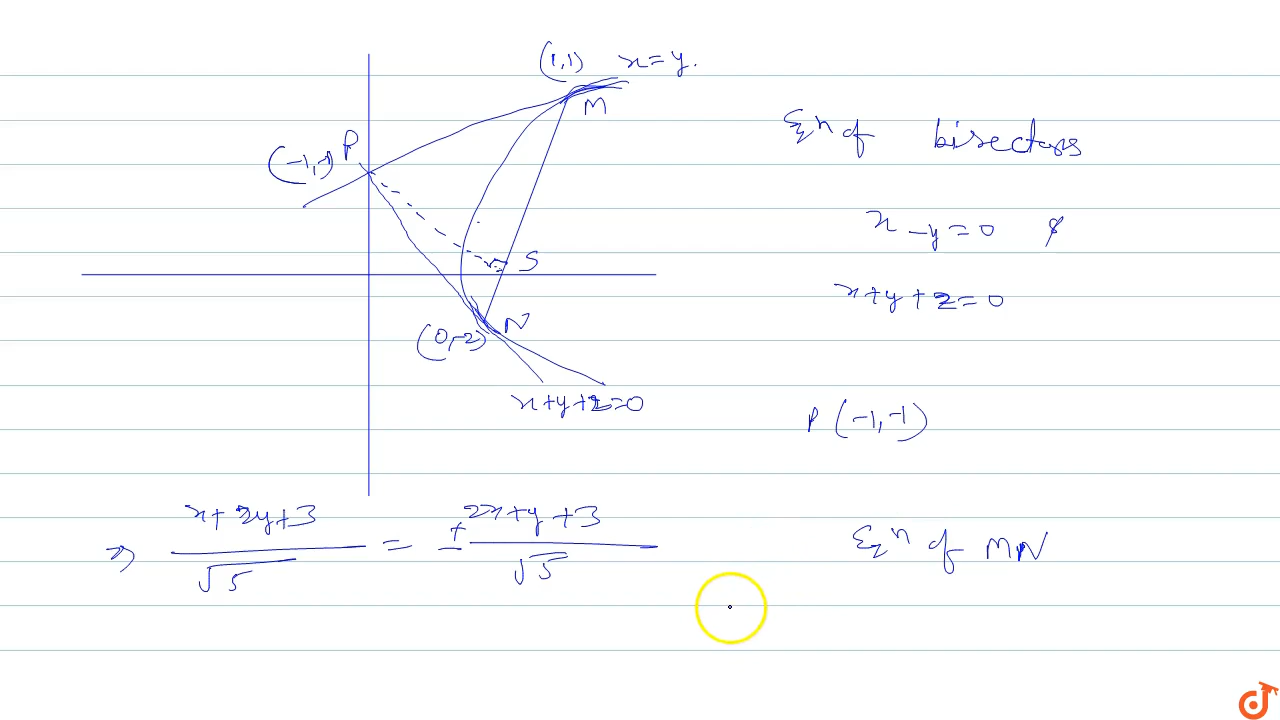 (1,1) x=y.
M
Eqn of bisectors
P
(-1,-1)
x-y=0 &
S
x+y+2=0
N
(0,-2)
x+y+2=0
P(-1,-1)
⇒ x+2y+3/√5 = ± 2x+y+3/√5
Eqn of MN